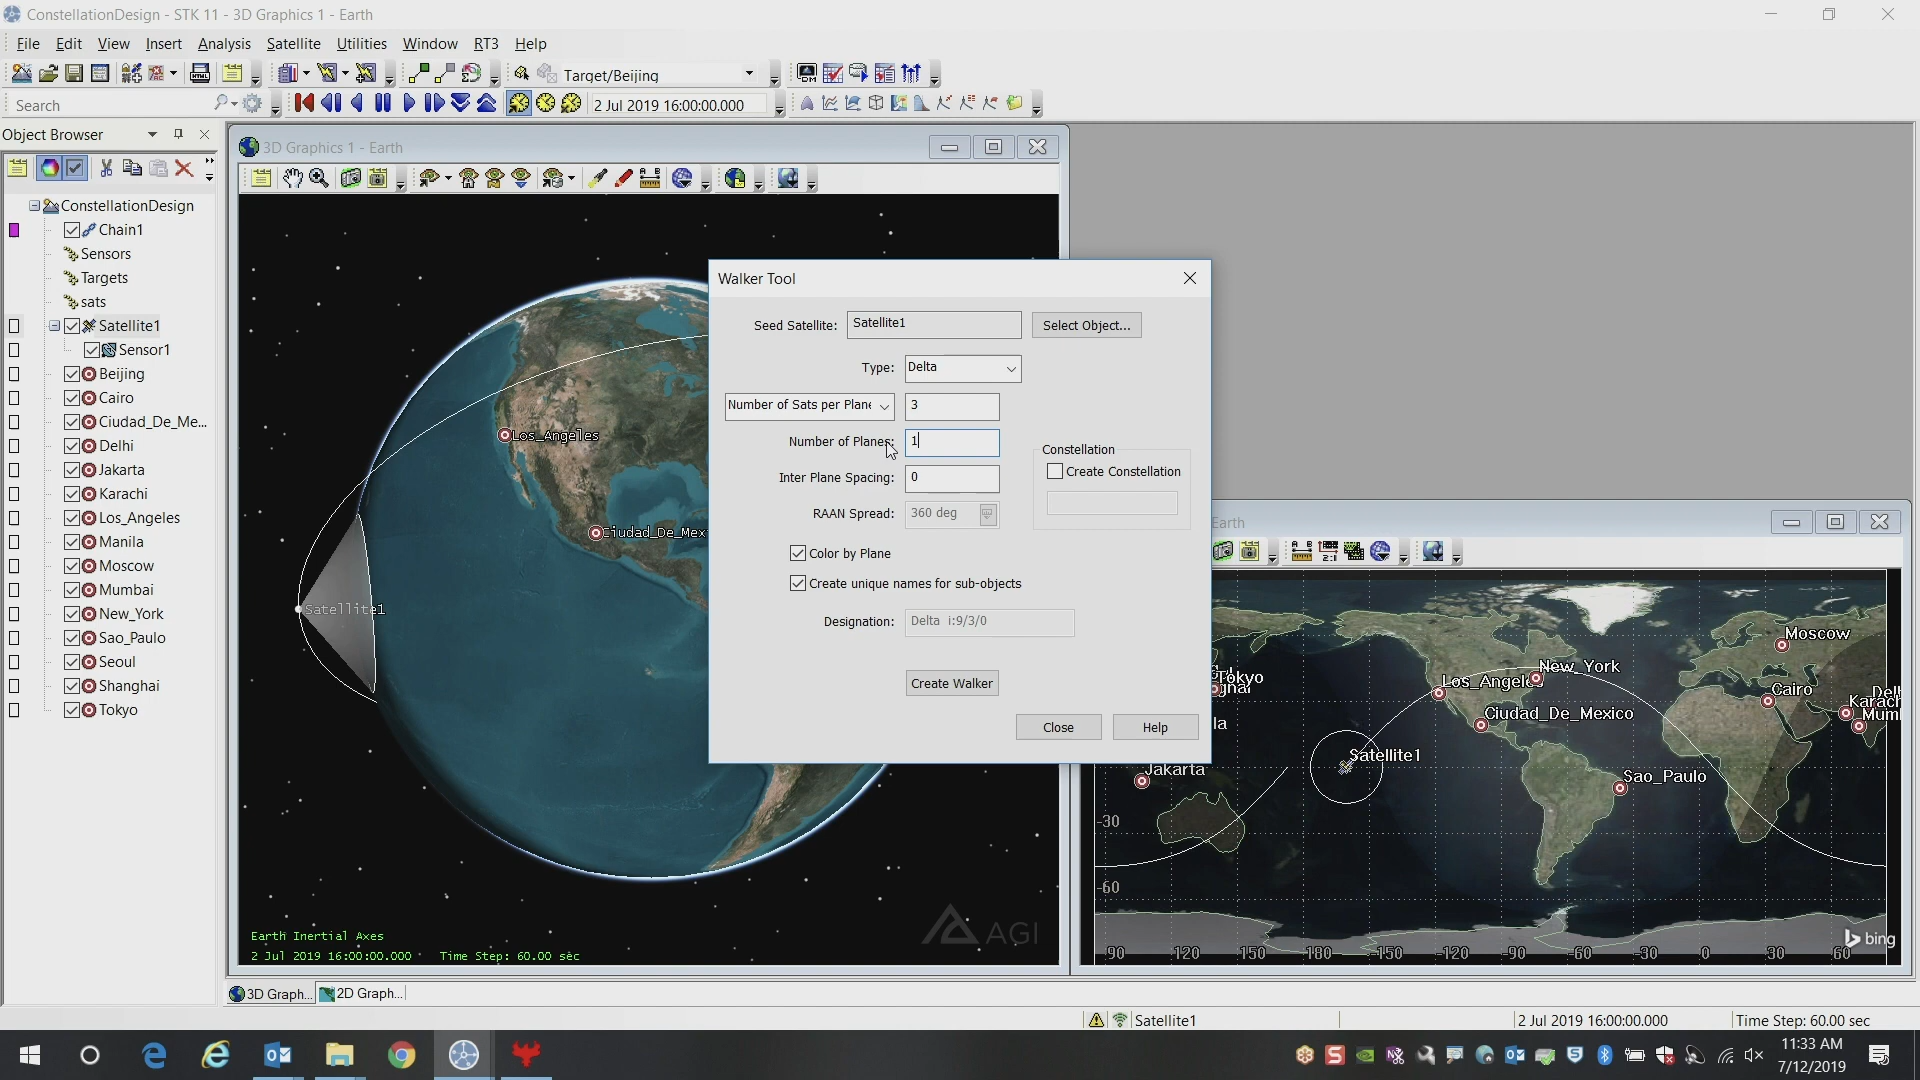 ConstellationDesign - STK 11 - 3D Graphics 1 - Earth
File Edit View Insert Analysis Satellite Utilities Window RT3 Help
Target/Beijing
Search
2 Jul 2019 16:00:00.000
Object Browser
3D Graphics 1 - Earth
ConstellationDesign
Chain1
Sensors
Targets
sats
Satellite1
Sensor1
Beijing
Cairo
Ciudad_De_Me...
Delhi
Jakarta
Karachi
Los_Angeles
Manila
Moscow
Mumbai
New_York
Sao_Paulo
Seoul
Shanghai
Tokyo
Los_Angeles
Ciudad_De_Mex
Satellite1
AGI
Earth Inertial Axes
2 Jul 2019 16:00:00.000 Time Step: 60.00 sec
Walker Tool
Seed Satellite: Satellite1 Select Object...
Type: Delta
Number of Sats per Plane 3
Number of Planes: 1
Inter Plane Spacing: 0
RAAN Spread: 360 deg
Constellation
Create Constellation
Color by Plane
Create unique names for sub-objects
Designation: Delta i:9/3/0
Create Walker
Close Help
Earth
Moscow
New_York
Tokyo
Los_Angeles
Cairo
Ciudad_De_Mexico
Satellite1
Jakarta
Sao_Paulo
-30
-60
90 120 150 -180 -150 -120 -90 -60 -30 0 30 60
bing
3D Graph... 2D Graph...
Satellite1 2 Jul 2019 16:00:00.000 Time Step: 60.00 sec
11:33 AM
7/12/2019